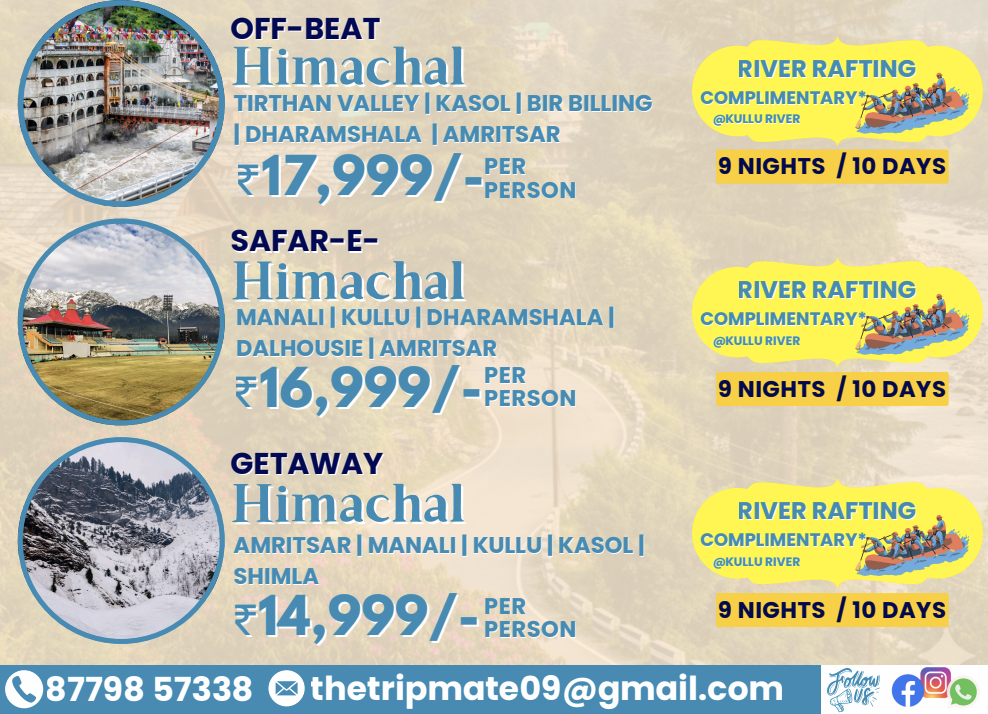 OFF-BEAT
Himachal
TIRTHAN VALLEY | KASOL | BIR BILLING
| DHARAMSHALA | AMRITSAR
₹17,999/- PER
PERSON
RIVER RAFTING
COMPLIMENTARY*
@KULLU RIVER
9 NIGHTS / 10 DAYS
SAFAR-E-
Himachal
MANALI | KULLU | DHARAMSHALA |
DALHOUSIE | AMRITSAR
₹16,999/- PER
PERSON
RIVER RAFTING
COMPLIMENTARY*
@KULLU RIVER
9 NIGHTS / 10 DAYS
GETAWAY
Himachal
AMRITSAR | MANALI | KULLU | KASOL |
SHIMLA
₹14,999/- PER
PERSON
RIVER RAFTING
COMPLIMENTARY*
@KULLU RIVER
9 NIGHTS / 10 DAYS
87798 57338 thetripmate09@gmail.com
Follow
US